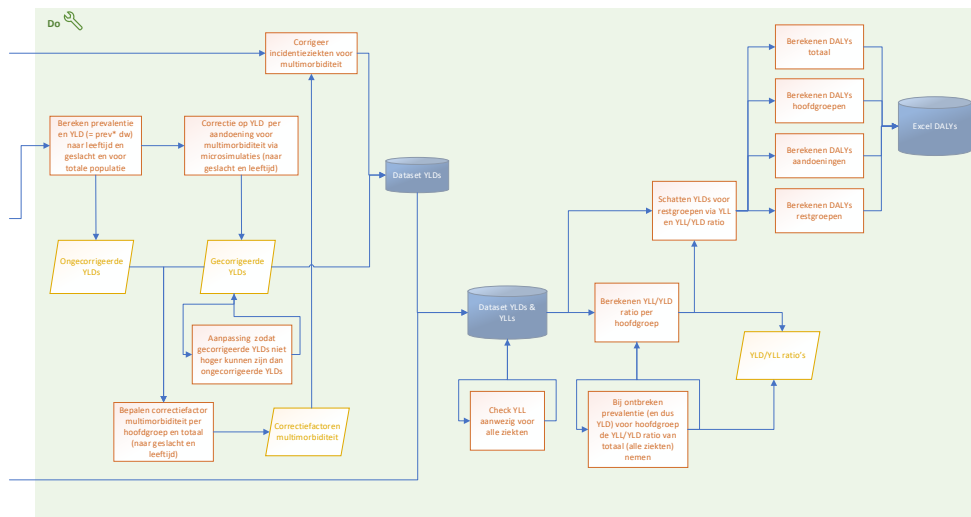 Do
Corrigeer
incidentieziekten voor
multimorbiditeit
Bereken prevalentie
en YLD (= prev* dw)
naar leeftijd en
geslacht en voor
totale populatie
Correctie op YLD per
aandoening voor
multimorbiditeit via
microsimulaties (naar
geslacht en leeftijd)
Dataset YLDs
Ongecorrigeerde
YLDs
Gecorrigeerde
YLDs
Aanpassing zodat
gecorrigeerde YLDs niet
hoger kunnen zijn dan
ongecorrigeerde YLDs
Bepalen correctiefactor
multimorbiditeit per
hoofdgroep en totaal
(naar geslacht en
leeftijd)
Correctiefactoren
multimorbiditeit
Dataset YLDs &
YLLs
Check YLL
aanwezig voor
alle ziekten
Berekenen YLL/YLD
ratio per
hoofdgroep
Bij ontbreken
prevalentie (en dus
YLD) voor hoofdgroep
de YLL/YLD ratio van
totaal (alle ziekten)
nemen
Schatten YLDs voor
restgroepen via YLL
en YLL/YLD ratio
YLD/YLL ratio's
Berekenen DALYs
totaal
Berekenen DALYs
hoofdgroepen
Berekenen DALYs
aandoeningen
Berekenen DALYs
restgroepen
Excel DALYs